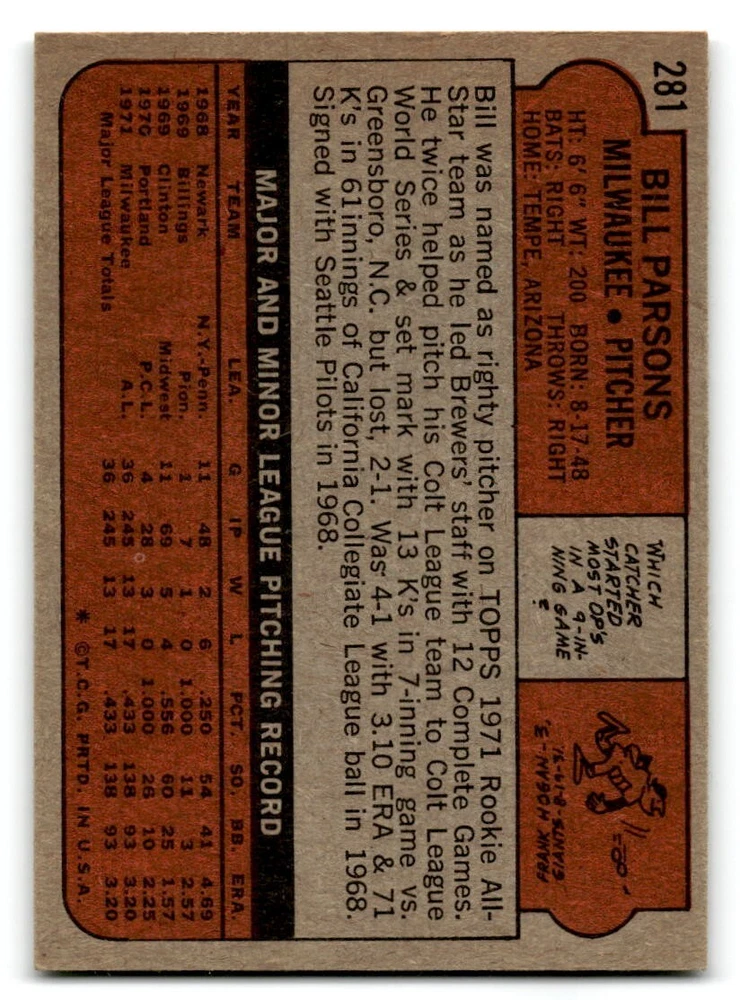 281
BILL PARSONS
MILWAUKEE • PITCHER
HT: 6' 6" WT: 200 BORN: 8-17-48
BATS: RIGHT THROWS: RIGHT
HOME: TEMPE, ARIZONA
WHICH
CATCHER
STARTED
MOST DP'S
IN A 9-IN-
NING GAME
?
FRANK HOGAN-3.
GIANTS-8-19-31.
Bill was named as righty pitcher on TOPPS 1971 Rookie All-
Star team as he led Brewers' staff with 12 Complete Games.
He twice helped pitch his Colt League team to Colt League
World Series & set mark with 13 K's in 7-inning game vs.
Greensboro, N.C. but lost, 2-1. Was 4-1 with 3.10 ERA & 71
K's in 61innings of California Collegiate League ball in 1968.
Signed with Seattle Pilots in 1968.
MAJOR AND MINOR LEAGUE PITCHING RECORD
YEAR TEAM LEA. G IP W L PCT. SO. BB. ERA.
1968 Newark N.Y.-Penn. 11 48 2 6 .250 54 41 4.69
1969 Billings Pion. 1 7 1 0 1.000 11 3 2.57
1969 Clinton Midwest 11 69 5 4 .556 60 25 1.57
1970 Portland P.C.L. 4 28 3 0 1.000 26 10 2.25
1971 Milwaukee A.L. 36 245 13 17 .433 138 93 3.20
Major League Totals 36 245 13 17 .433 138 93 3.20
* ©T.C.G. PRTD. IN U.S.A.